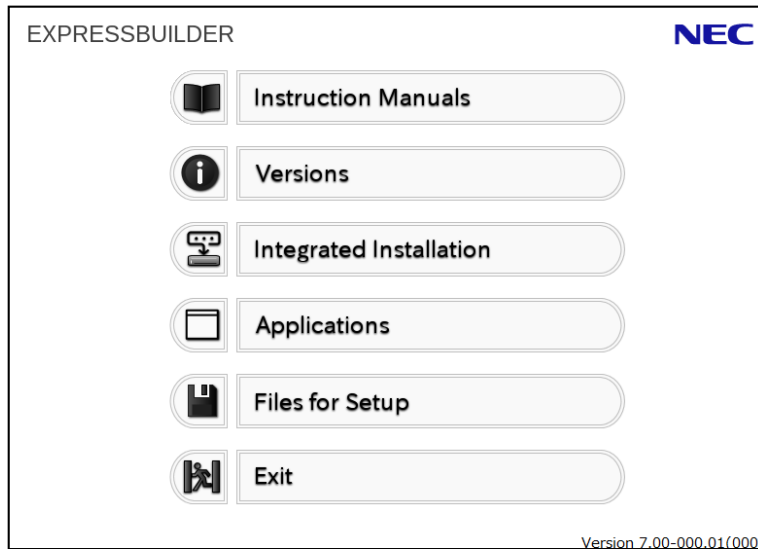 EXPRESSBUILDER
NEC
Instruction Manuals
Versions
Integrated Installation
Applications
Files for Setup
Exit
Version 7.00-000.01(000